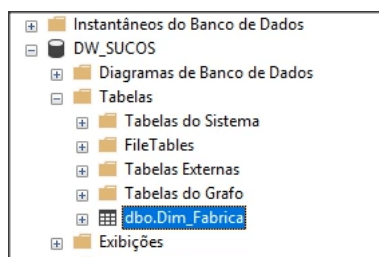 Instantâneos do Banco de Dados
DW_SUCOS
Diagramas de Banco de Dados
Tabelas
Tabelas do Sistema
FileTables
Tabelas Externas
Tabelas do Grafo
dbo.Dim_Fabrica
Exibições